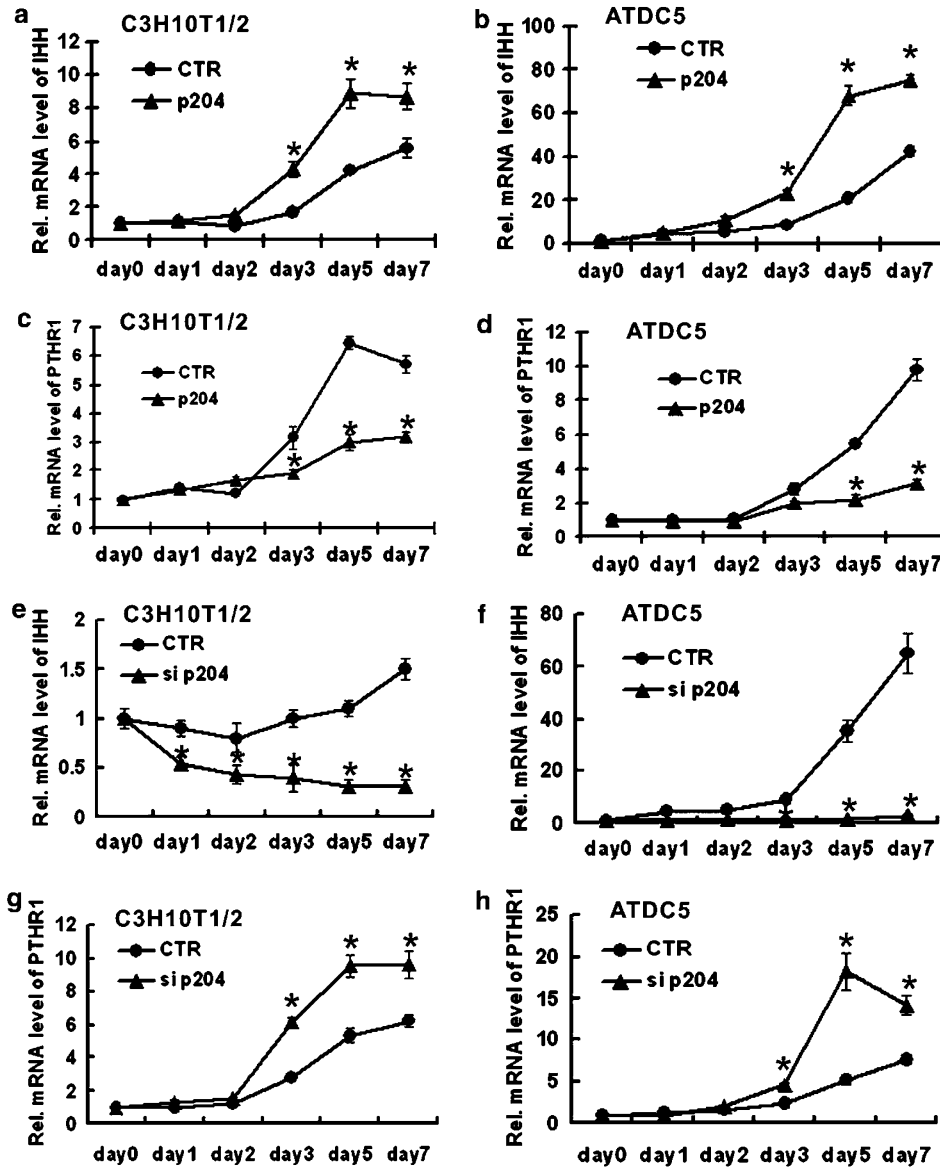 a
C3H10T1/2
Rel. mRNA level of IHH
12
10
8
6
4
2
0
CTR
p204
*
*
*
day0 day1 day2 day3 day5 day7
b
ATDC5
Rel. mRNA level of IHH
100
80
60
40
20
0
CTR
p204
*
*
*
day0 day1 day2 day3 day5 day7
c
C3H10T1/2
Rel. mRNA level of PTHR1
7
6
5
4
3
2
1
0
CTR
p204
*
*
*
day0 day1 day2 day3 day5 day7
d
ATDC5
Rel. mRNA level of PTHR1
12
10
8
6
4
2
0
CTR
p204
*
*
day0 day1 day2 day3 day5 day7
e
C3H10T1/2
Rel. mRNA level of IHH
2
1.5
1
0.5
0
CTR
si p204
*
*
*
*
*
day0 day1 day2 day3 day5 day7
f
ATDC5
Rel. mRNA level of IHH
80
60
40
20
0
CTR
si p204
*
*
*
day0 day1 day2 day3 day5 day7
g
C3H10T1/2
Rel. mRNA level of PTHR1
12
10
8
6
4
2
0
CTR
si p204
*
*
*
day0 day1 day2 day3 day5 day7
h
ATDC5
Rel. mRNA level of PTHR1
25
20
15
10
5
0
CTR
si p204
*
*
*
day0 day1 day2 day3 day5 day7